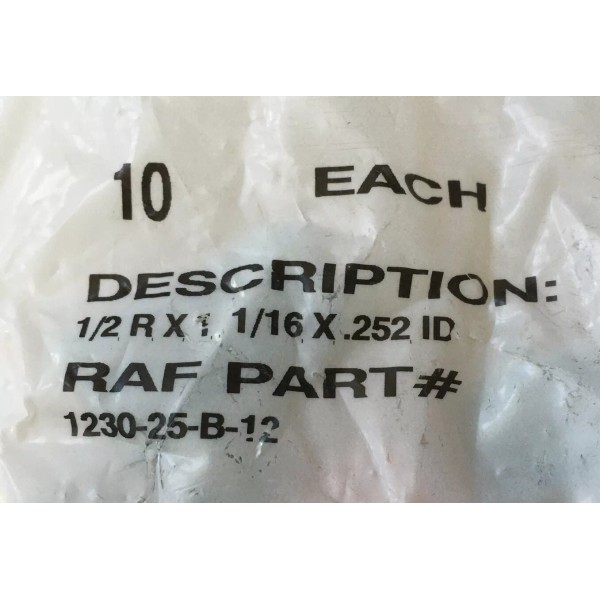 10 EACH
DESCRIPTION:
1/2 R X 1, 1/16 X .252 ID
RAF PART#
1230-25-B-12